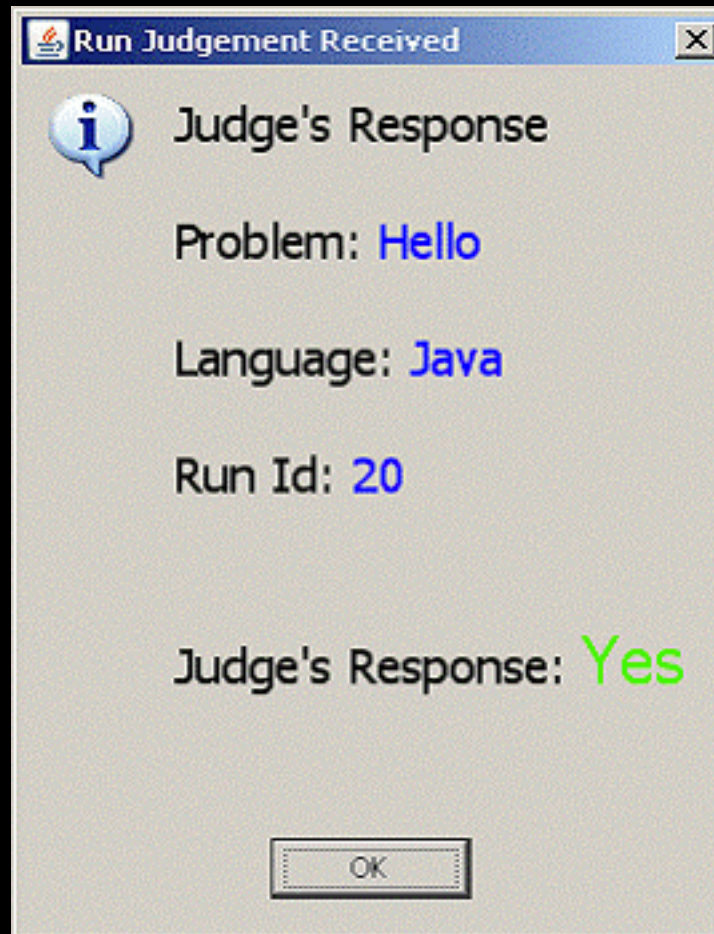 Run Judgement Received
Judge's Response
Problem: Hello
Language: Java
Run Id: 20
Judge's Response: Yes
OK